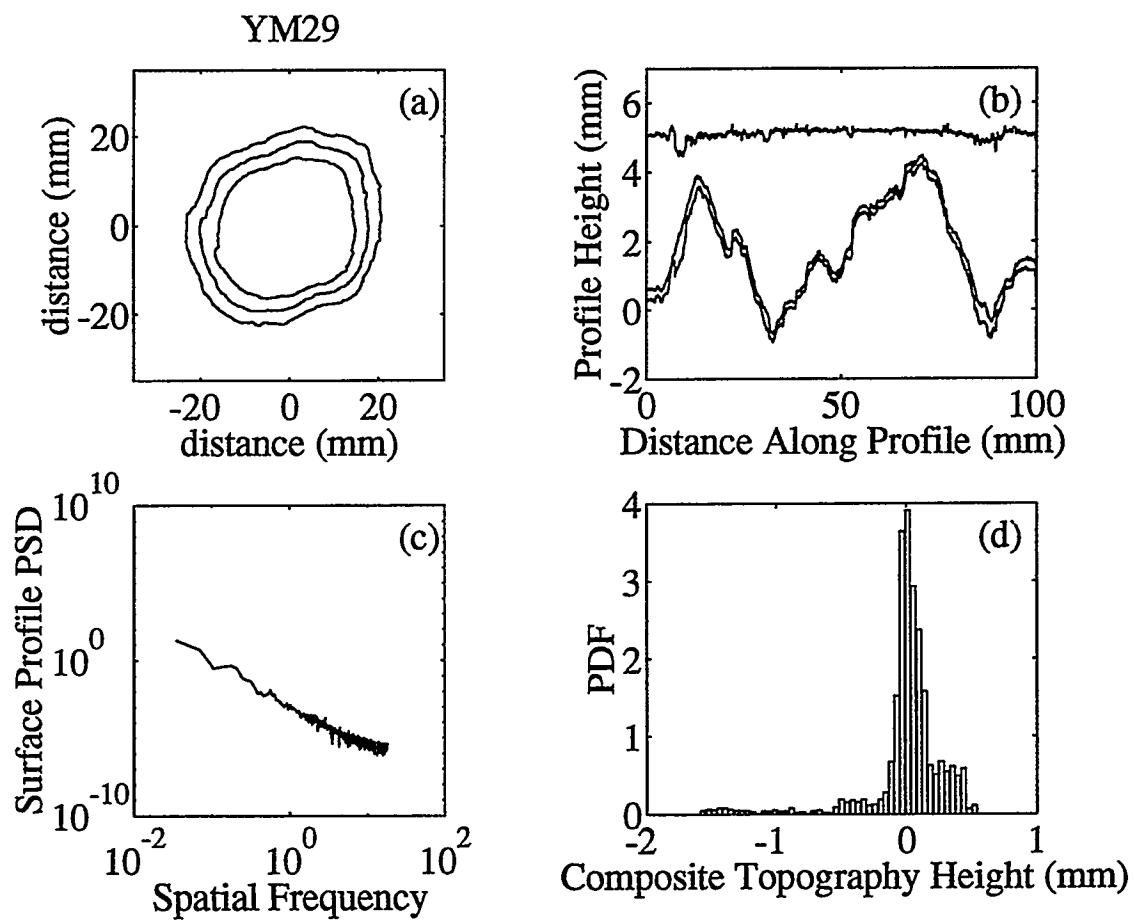 YM29
(a)
distance (mm)
20
0
-20
-20 0 20
distance (mm)
(b)
Profile Height (mm)
6
4
2
0
-2
0 50 100
Distance Along Profile (mm)
(c)
Surface Profile PSD
10^10
10^0
10^-10
10^-2 10^0 10^2
Spatial Frequency
(d)
PDF
4
3
2
1
0
-2 -1 0 1
Composite Topography Height (mm)